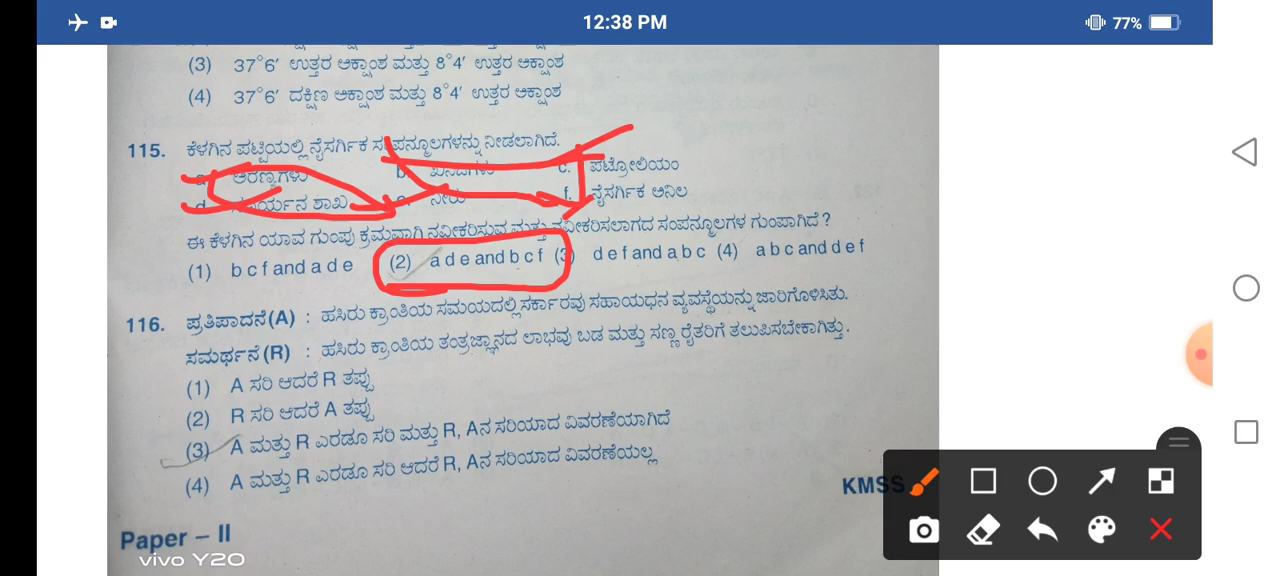 12:38 PM
77%
(3) 37°6' ಉತ್ತರ ಅಕ್ಷಾಂಶ ಮತ್ತು 8°4' ಉತ್ತರ ಅಕ್ಷಾಂಶ
(4) 37°6' ದಕ್ಷಿಣ ಅಕ್ಷಾಂಶ ಮತ್ತು 8°4' ಉತ್ತರ ಅಕ್ಷಾಂಶ
115. ಕೆಳಗಿನ ಪಟ್ಟಿಯಲ್ಲಿ ನೈಸರ್ಗಿಕ ಸಂಪನ್ಮೂಲಗಳನ್ನು ನೀಡಲಾಗಿದೆ.
a. ಅರಣ್ಯಗಳು b. ಖನಿಜಗಳು c. ಪೆಟ್ರೋಲಿಯಂ
d. ಸೂರ್ಯನ ಶಾಖ e. ನೀರು f. ನೈಸರ್ಗಿಕ ಅನಿಲ
ಈ ಕೆಳಗಿನ ಯಾವ ಗುಂಪು ಕ್ರಮವಾಗಿ ನವೀಕರಿಸುವ ಮತ್ತು ನವೀಕರಿಸಲಾಗದ ಸಂಪನ್ಮೂಲಗಳ ಗುಂಪಾಗಿದೆ ?
(1) b c f and a d e (2) a d e and b c f (3) d e f and a b c (4) a b c and d e f
116. ಪ್ರತಿಪಾದನೆ (A) : ಹಸಿರು ಕ್ರಾಂತಿಯ ಸಮಯದಲ್ಲಿ ಸರ್ಕಾರವು ಸಹಾಯಧನ ವ್ಯವಸ್ಥೆಯನ್ನು ಜಾರಿಗೊಳಿಸಿತು.
ಸಮರ್ಥನೆ (R) : ಹಸಿರು ಕ್ರಾಂತಿಯ ತಂತ್ರಜ್ಞಾನದ ಲಾಭವು ಬಡ ಮತ್ತು ಸಣ್ಣ ರೈತರಿಗೆ ತಲುಪಿಸಬೇಕಾಗಿತ್ತು.
(1) A ಸರಿ ಆದರೆ R ತಪ್ಪು
(2) R ಸರಿ ಆದರೆ A ತಪ್ಪು
(3) A ಮತ್ತು R ಎರಡೂ ಸರಿ ಮತ್ತು R, Aನ ಸರಿಯಾದ ವಿವರಣೆಯಾಗಿದೆ
(4) A ಮತ್ತು R ಎರಡೂ ಸರಿ ಆದರೆ R, Aನ ಸರಿಯಾದ ವಿವರಣೆಯಲ್ಲ
KMSS
Paper – II
vivo Y20